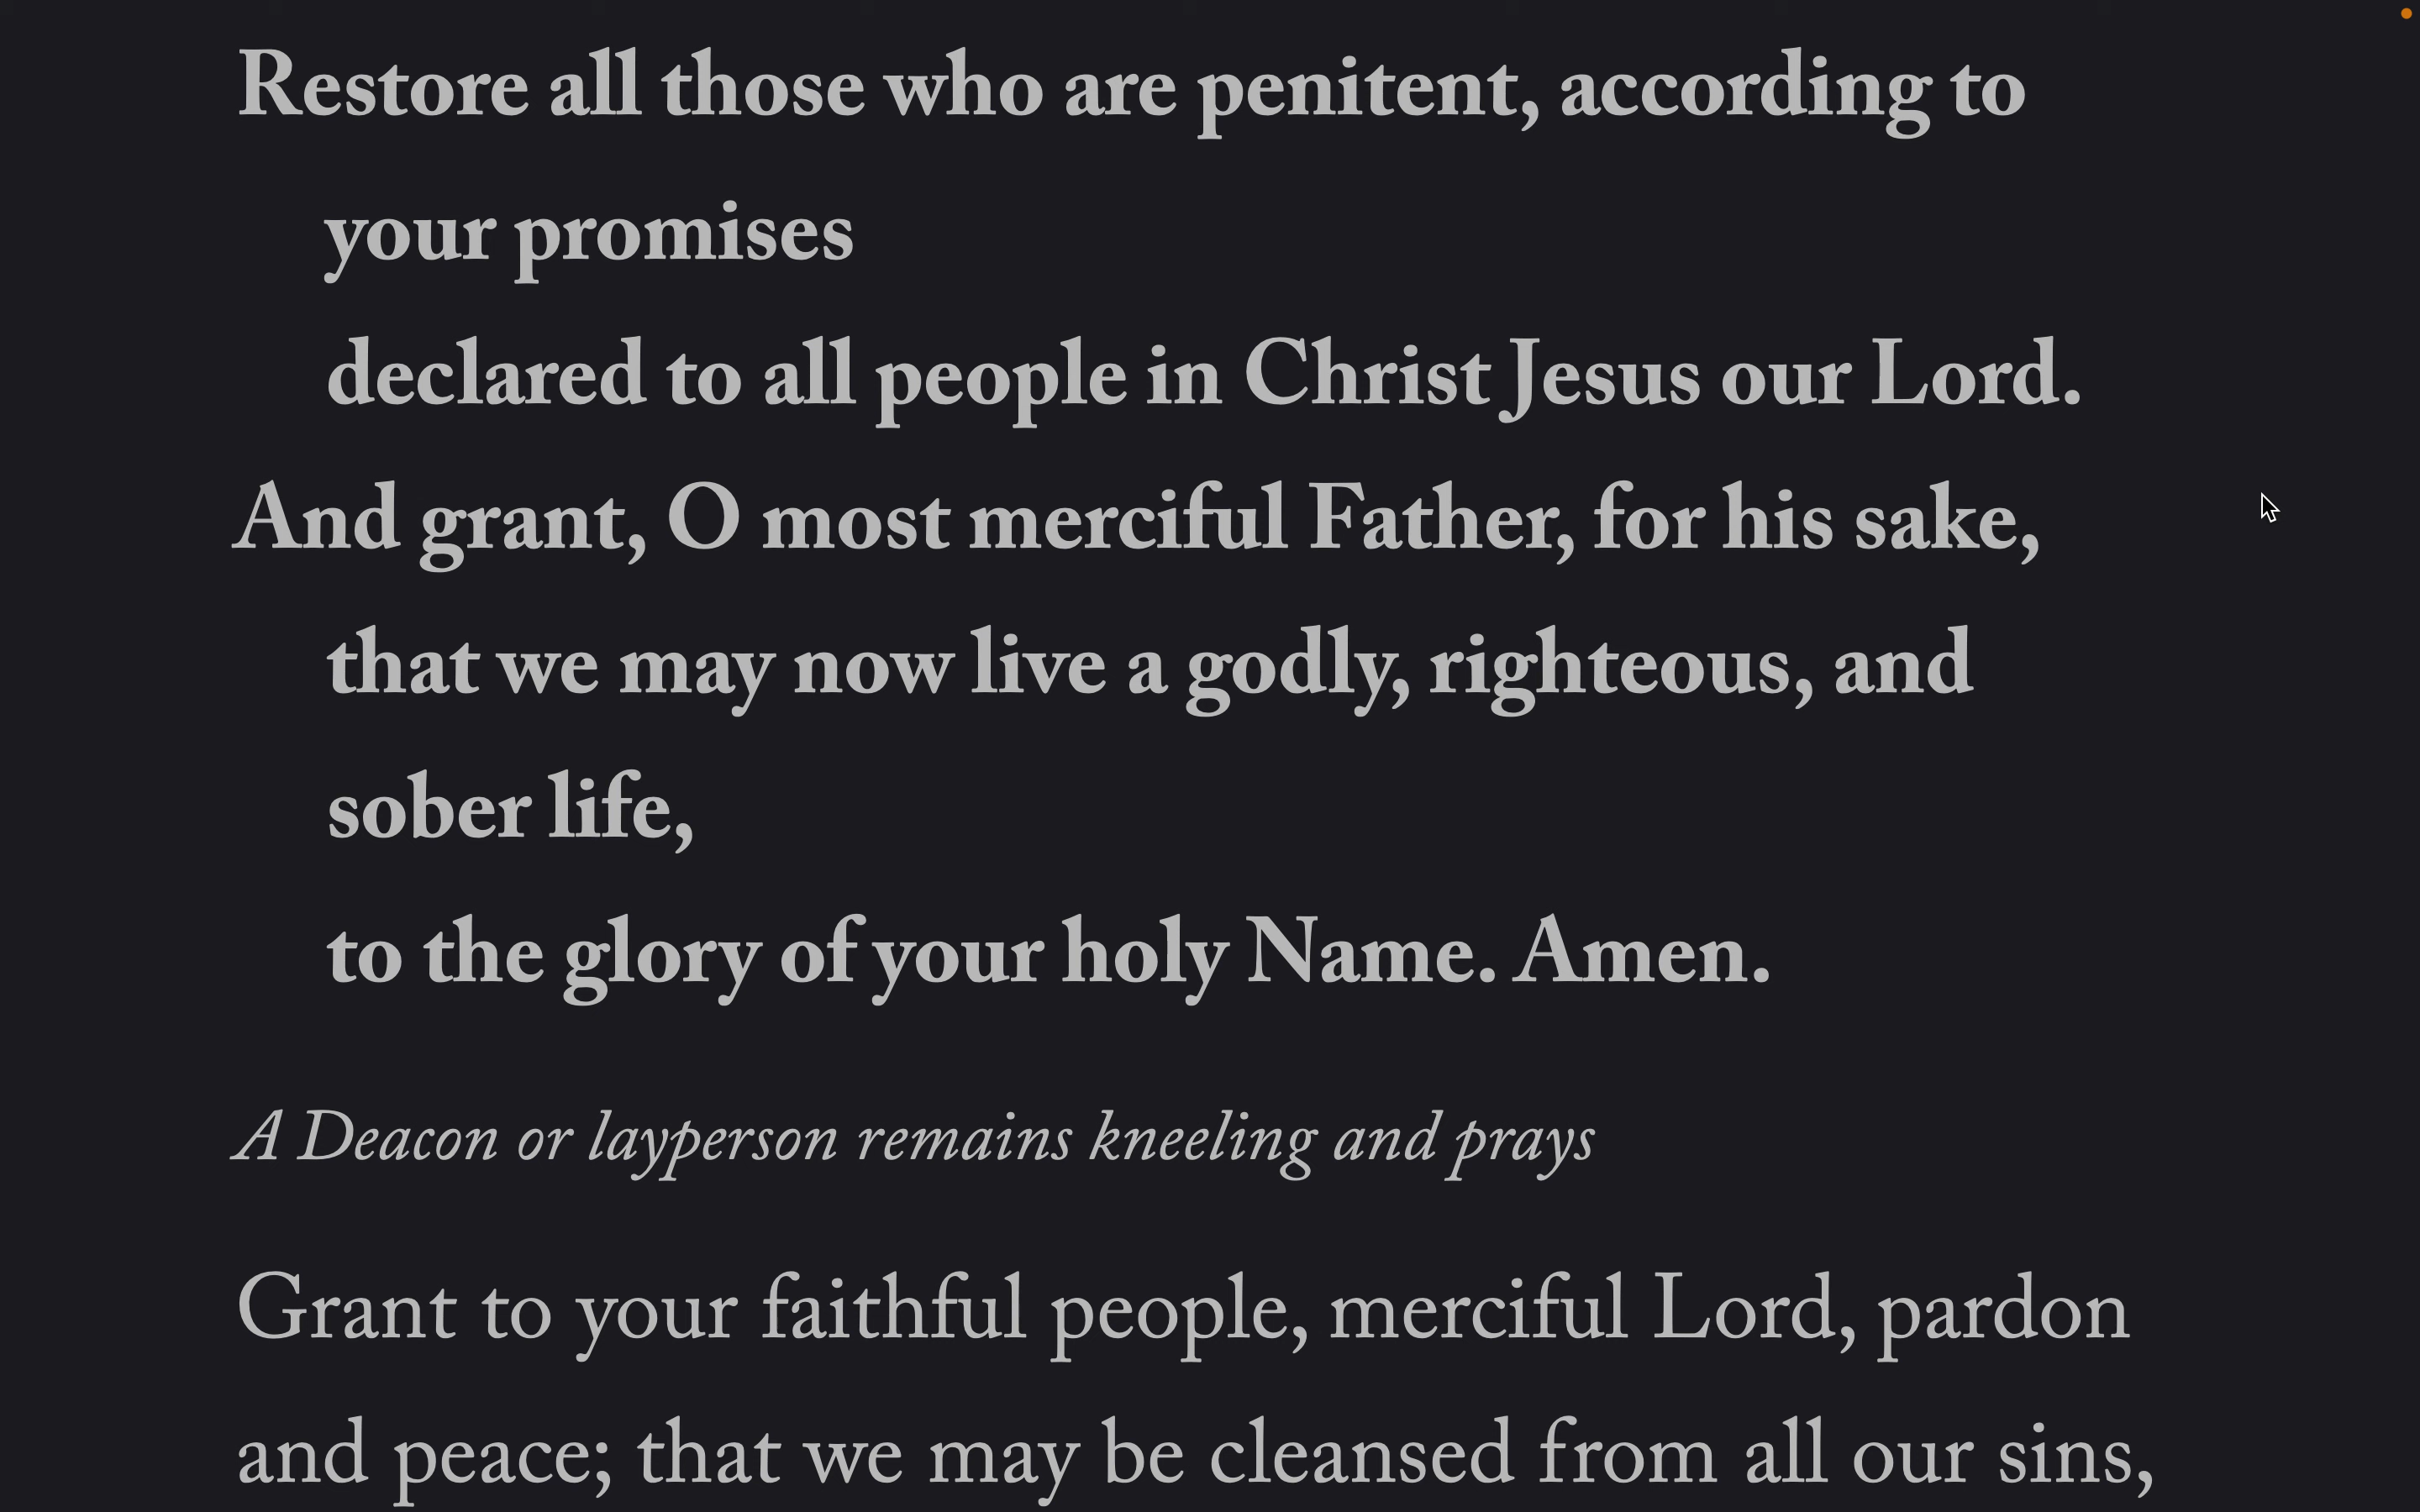 Restore all those who are penitent, according to
your promises
declared to all people in Christ Jesus our Lord.
And grant, O most merciful Father, for his sake,
that we may now live a godly, righteous, and
sober life,
to the glory of your holy Name. Amen.
A Deacon or layperson remains kneeling and prays
Grant to your faithful people, merciful Lord, pardon
and peace; that we may be cleansed from all our sins,